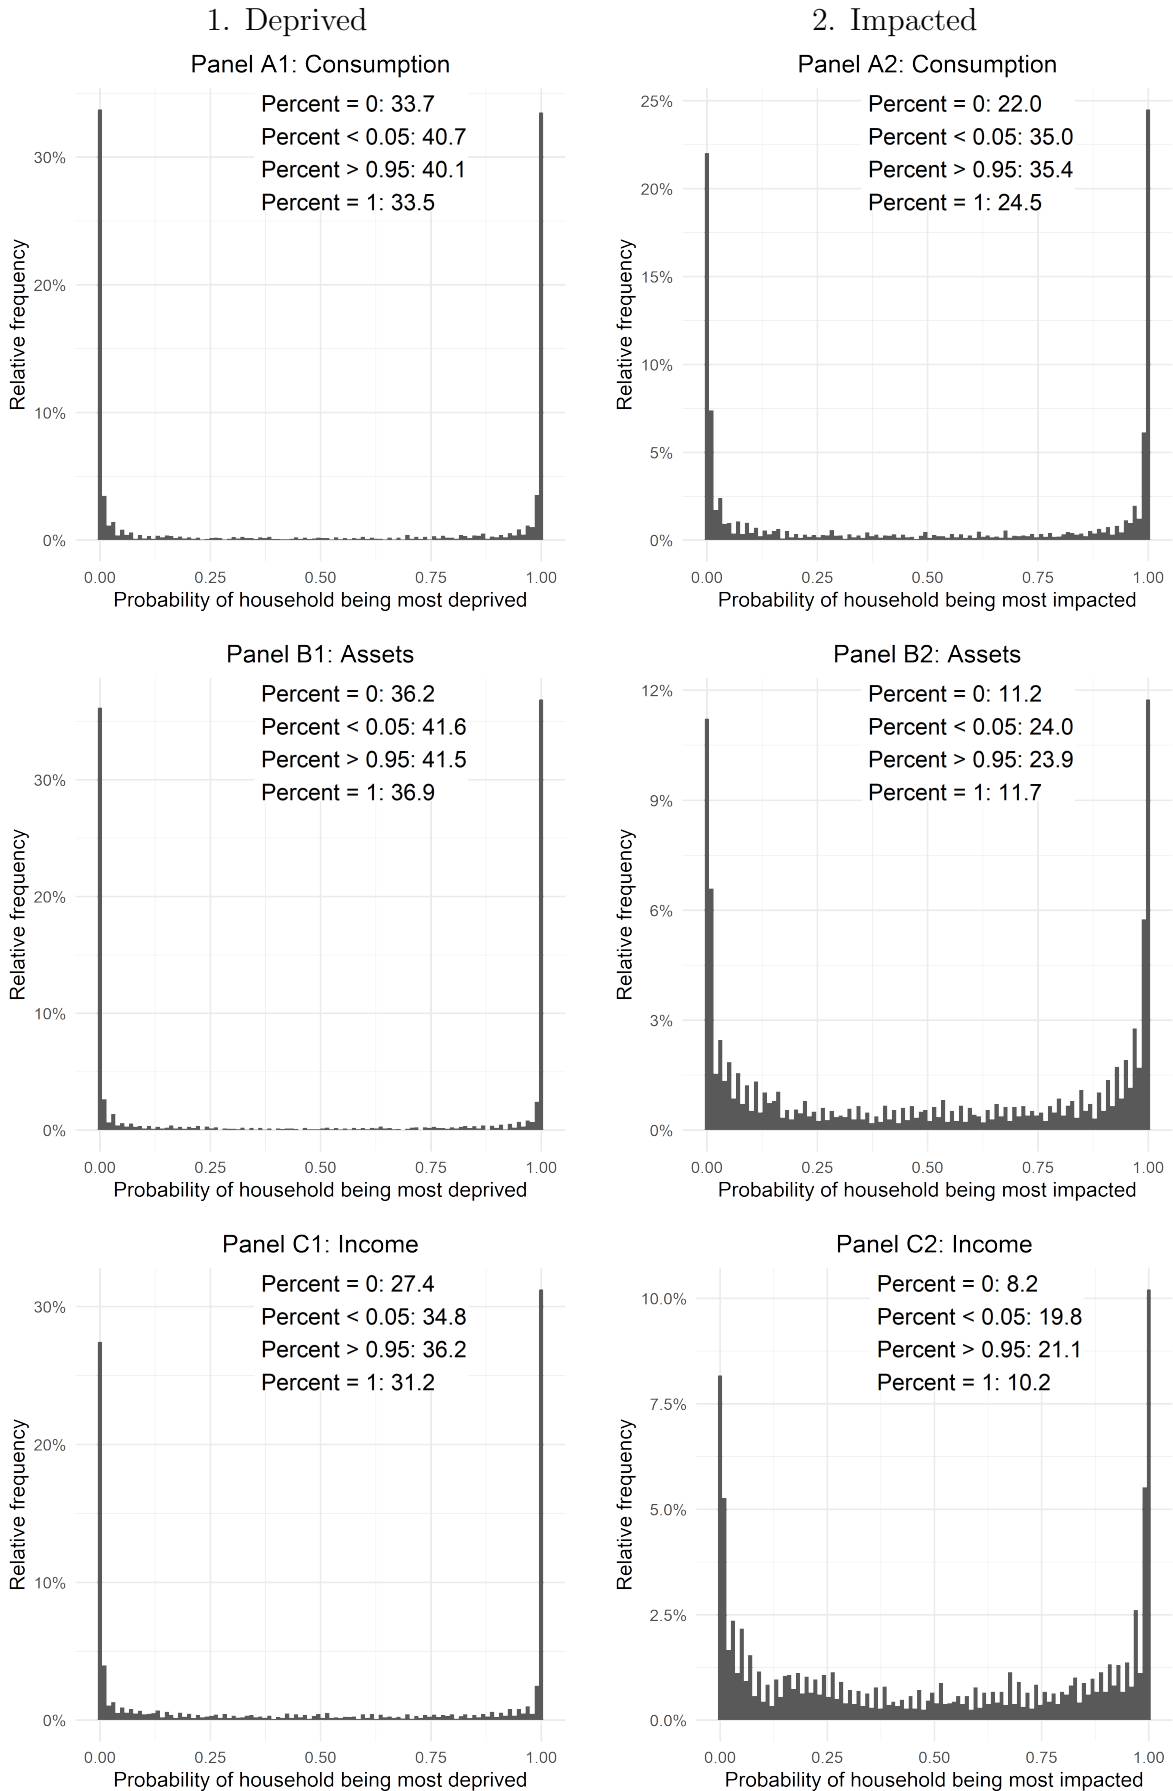 1. Deprived
2. Impacted
Panel A1: Consumption
Percent = 0: 33.7
Percent < 0.05: 40.7
Percent > 0.95: 40.1
Percent = 1: 33.5
Relative frequency
30%
20%
10%
0%
0.00 0.25 0.50 0.75 1.00
Probability of household being most deprived
Panel A2: Consumption
Percent = 0: 22.0
Percent < 0.05: 35.0
Percent > 0.95: 35.4
Percent = 1: 24.5
Relative frequency
25%
20%
15%
10%
5%
0%
0.00 0.25 0.50 0.75 1.00
Probability of household being most impacted
Panel B1: Assets
Percent = 0: 36.2
Percent < 0.05: 41.6
Percent > 0.95: 41.5
Percent = 1: 36.9
Relative frequency
30%
20%
10%
0%
0.00 0.25 0.50 0.75 1.00
Probability of household being most deprived
Panel B2: Assets
Percent = 0: 11.2
Percent < 0.05: 24.0
Percent > 0.95: 23.9
Percent = 1: 11.7
Relative frequency
12%
9%
6%
3%
0%
0.00 0.25 0.50 0.75 1.00
Probability of household being most impacted
Panel C1: Income
Percent = 0: 27.4
Percent < 0.05: 34.8
Percent > 0.95: 36.2
Percent = 1: 31.2
Relative frequency
30%
20%
10%
0%
0.00 0.25 0.50 0.75 1.00
Probability of household being most deprived
Panel C2: Income
Percent = 0: 8.2
Percent < 0.05: 19.8
Percent > 0.95: 21.1
Percent = 1: 10.2
Relative frequency
10.0%
7.5%
5.0%
2.5%
0.0%
0.00 0.25 0.50 0.75 1.00
Probability of household being most impacted